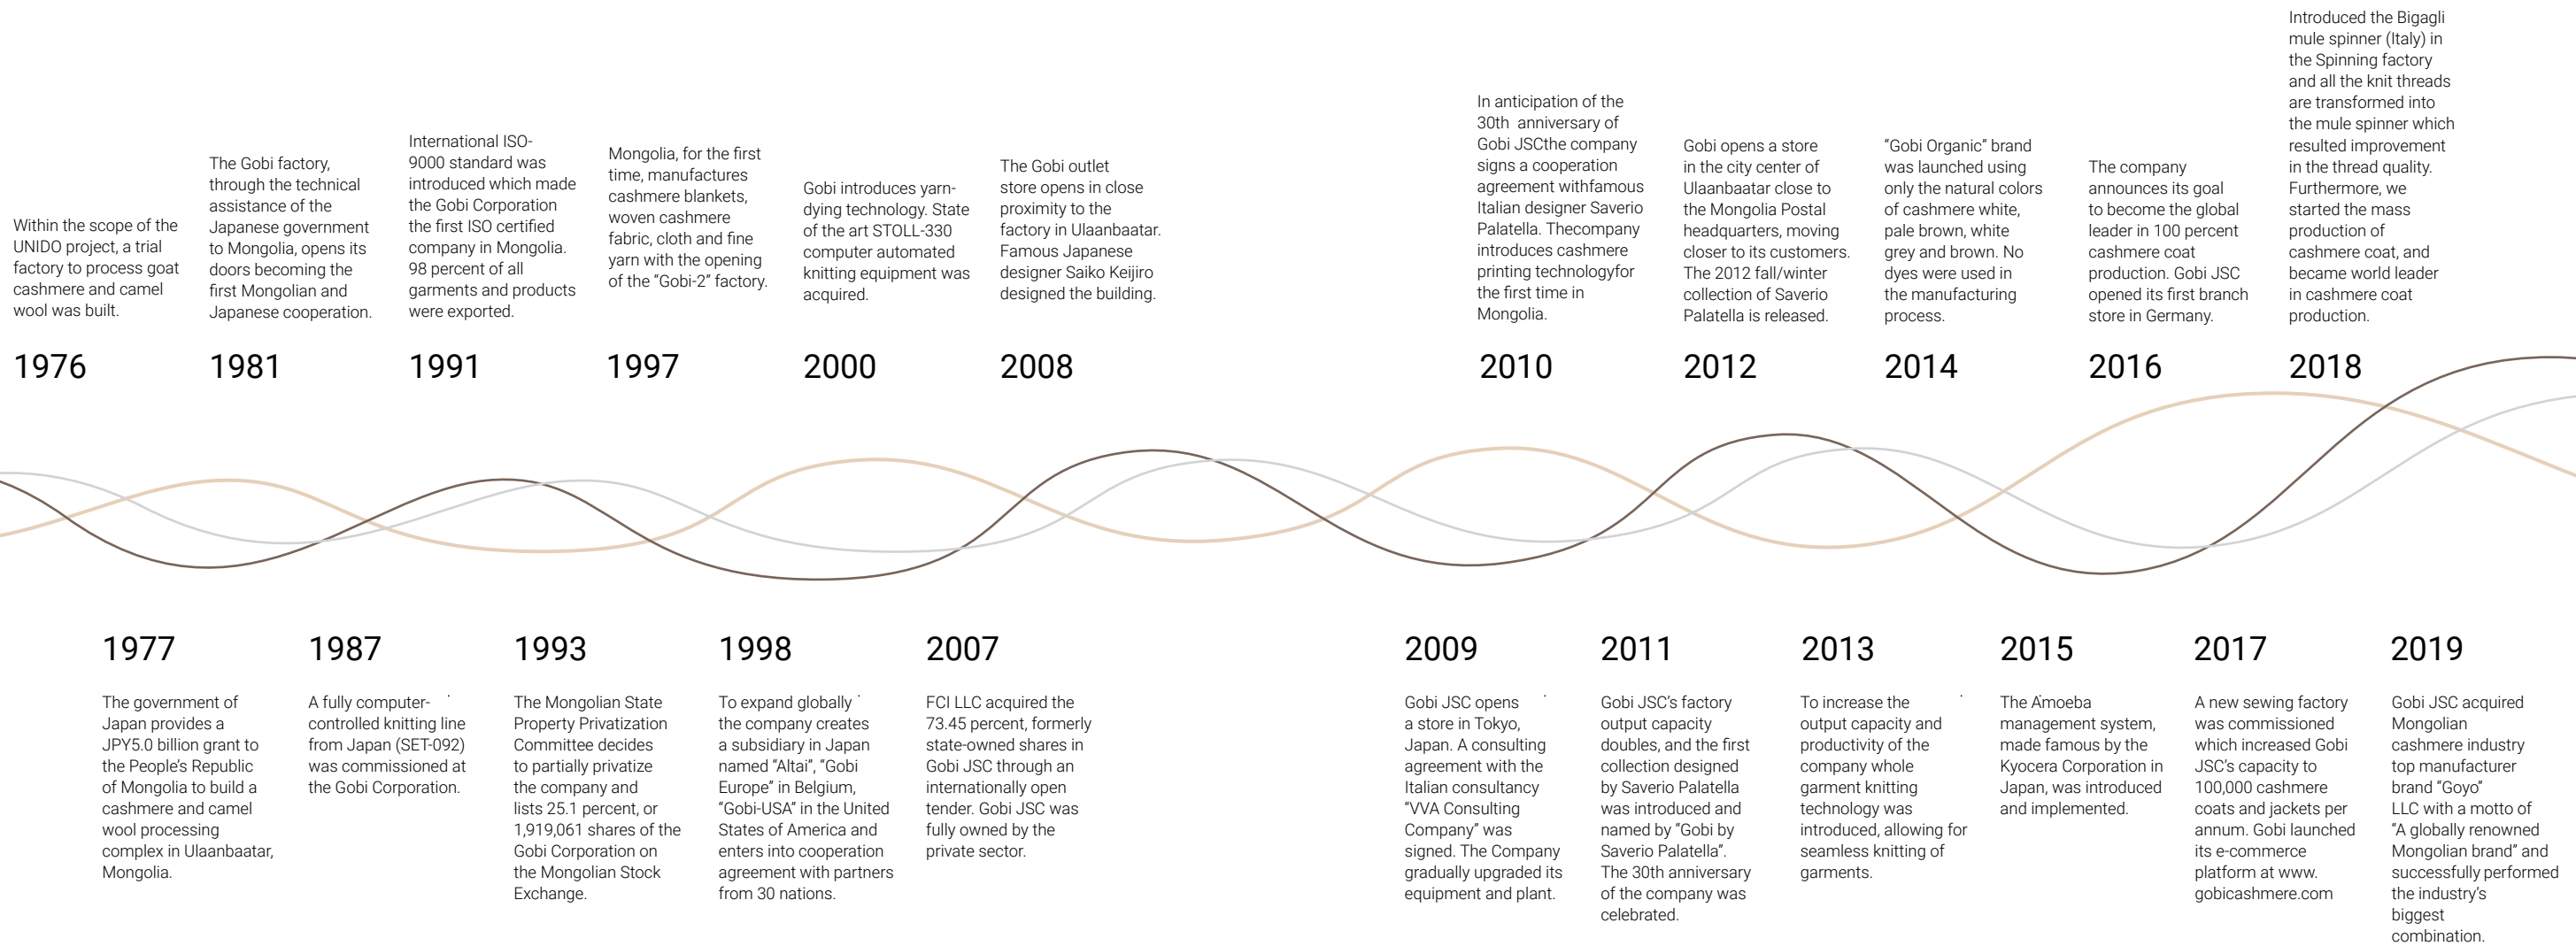 Within the scope of the
UNIDO project, a trial
factory to process goat
cashmere and camel
wool was built.
1976
The Gobi factory,
through the technical
assistance of the
Japanese government
to Mongolia, opens its
doors becoming the
first Mongolian and
Japanese cooperation.
1981
International ISO-
9000 standard was
introduced which made
the Gobi Corporation
the first ISO certified
company in Mongolia.
98 percent of all
garments and products
were exported.
1991
Mongolia, for the first
time, manufactures
cashmere blankets,
woven cashmere
fabric, cloth and fine
yarn with the opening
of the “Gobi-2” factory.
1997
Gobi introduces yarn-
dying technology. State
of the art STOLL-330
computer automated
knitting equipment was
acquired.
2000
The Gobi outlet
store opens in close
proximity to the
factory in Ulaanbaatar.
Famous Japanese
designer Saiko Keijiro
designed the building.
2008
In anticipation of the
30th  anniversary of
Gobi JSCthe company
signs a cooperation
agreement withfamous
Italian designer Saverio
Palatella. Thecompany
introduces cashmere
printing technologyfor
the first time in
Mongolia.
2010
Gobi opens a store
in the city center of
Ulaanbaatar close to
the Mongolia Postal
headquarters, moving
closer to its customers.
The 2012 fall/winter
collection of Saverio
Palatella is released.
2012
“Gobi Organic” brand
was launched using
only the natural colors
of cashmere white,
pale brown, white
grey and brown. No
dyes were used in
the manufacturing
process.
2014
The company
announces its goal
to become the global
leader in 100 percent
cashmere coat
production. Gobi JSC
opened its first branch
store in Germany.
2016
Introduced the Bigagli
mule spinner (Italy) in
the Spinning factory
and all the knit threads
are transformed into
the mule spinner which
resulted improvement
in the thread quality.
Furthermore, we
started the mass
production of
cashmere coat, and
became world leader
in cashmere coat
production.
2018
1977
The government of
Japan provides a
JPY5.0 billion grant to
the People’s Republic
of Mongolia to build a
cashmere and camel
wool processing
complex in Ulaanbaatar,
Mongolia.
1987
A fully computer-
controlled knitting line
from Japan (SET-092)
was commissioned at
the Gobi Corporation.
1993
The Mongolian State
Property Privatization
Committee decides
to partially privatize
the company and
lists 25.1 percent, or
1,919,061 shares of the
Gobi Corporation on
the Mongolian Stock
Exchange.
1998
To expand globally
the company creates
a subsidiary in Japan
named “Altai”, “Gobi
Europe” in Belgium,
“Gobi-USA” in the United
States of America and
enters into cooperation
agreement with partners
from 30 nations.
2007
FCI LLC acquired the
73.45 percent, formerly
state-owned shares in
Gobi JSC through an
internationally open
tender. Gobi JSC was
fully owned by the
private sector.
2009
Gobi JSC opens
a store in Tokyo,
Japan. A consulting
agreement with the
Italian consultancy
“VVA Consulting
Company” was
signed. The Company
gradually upgraded its
equipment and plant.
2011
Gobi JSC’s factory
output capacity
doubles, and the first
collection designed
by Saverio Palatella
was introduced and
named by “Gobi by
Saverio Palatella”.
The 30th anniversary
of the company was
celebrated.
2013
To increase the
output capacity and
productivity of the
company whole
garment knitting
technology was
introduced, allowing for
seamless knitting of
garments.
2015
The Amoeba
management system,
made famous by the
Kyocera Corporation in
Japan, was introduced
and implemented.
2017
A new sewing factory
was commissioned
which increased Gobi
JSC’s capacity to
100,000 cashmere
coats and jackets per
annum. Gobi launched
its e-commerce
platform at www.
gobicashmere.com
2019
Gobi JSC acquired
Mongolian
cashmere industry
top manufacturer
brand “Goyo”
LLC with a motto of
“A globally renowned
Mongolian brand” and
successfully performed
the industry’s
biggest
combination.